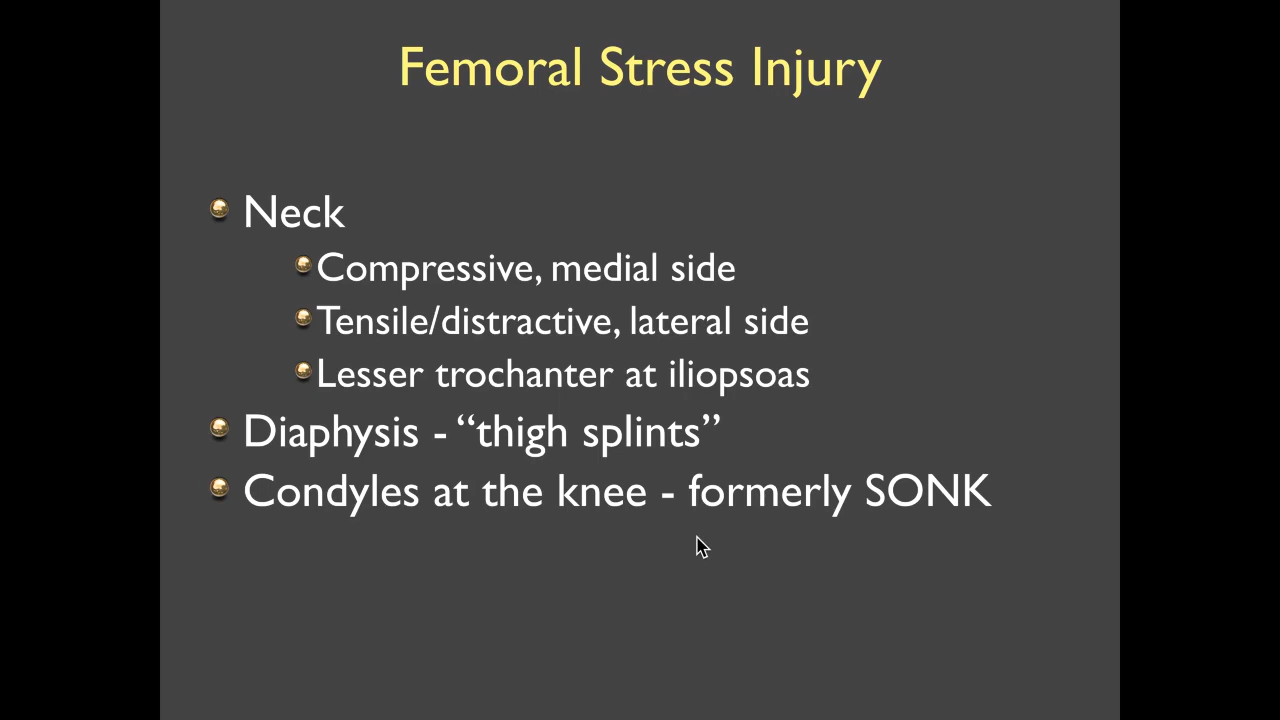 Femoral Stress Injury
Neck
Compressive, medial side
Tensile/distractive, lateral side
Lesser trochanter at iliopsoas
Diaphysis - “thigh splints”
Condyles at the knee - formerly SONK